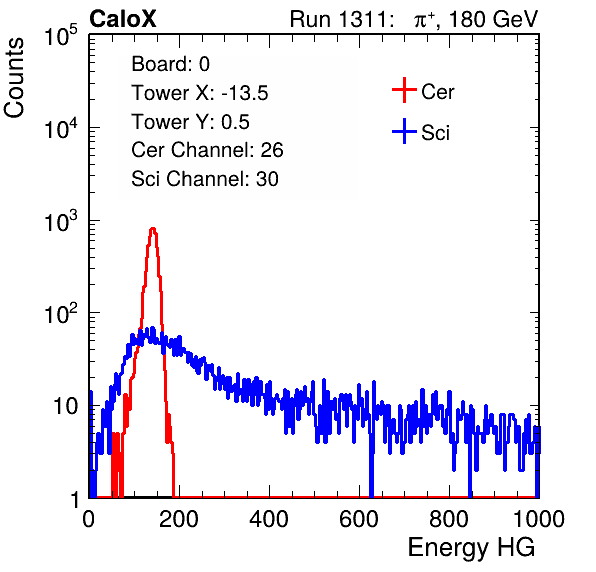 CaloX Run 1311: π⁺, 180 GeV
Counts
Board: 0
Tower X: -13.5
Tower Y: 0.5
Cer Channel: 26
Sci Channel: 30
Cer
Sci
10⁵
10⁴
10³
10²
10
1
0 200 400 600 800 1000
Energy HG